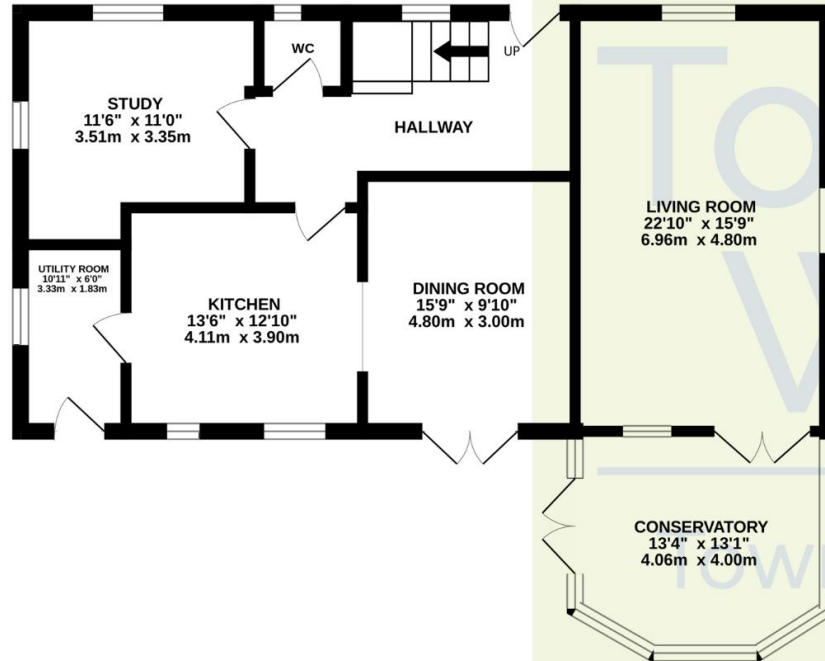 STUDY
11'6" x 11'0"
3.51m x 3.35m
WC
UP
HALLWAY
LIVING ROOM
22'10" x 15'9"
6.96m x 4.80m
UTILITY ROOM
10'11" x 6'0"
3.33m x 1.83m
KITCHEN
13'6" x 12'10"
4.11m x 3.90m
DINING ROOM
15'9" x 9'10"
4.80m x 3.00m
CONSERVATORY
13'4" x 13'1"
4.06m x 4.00m